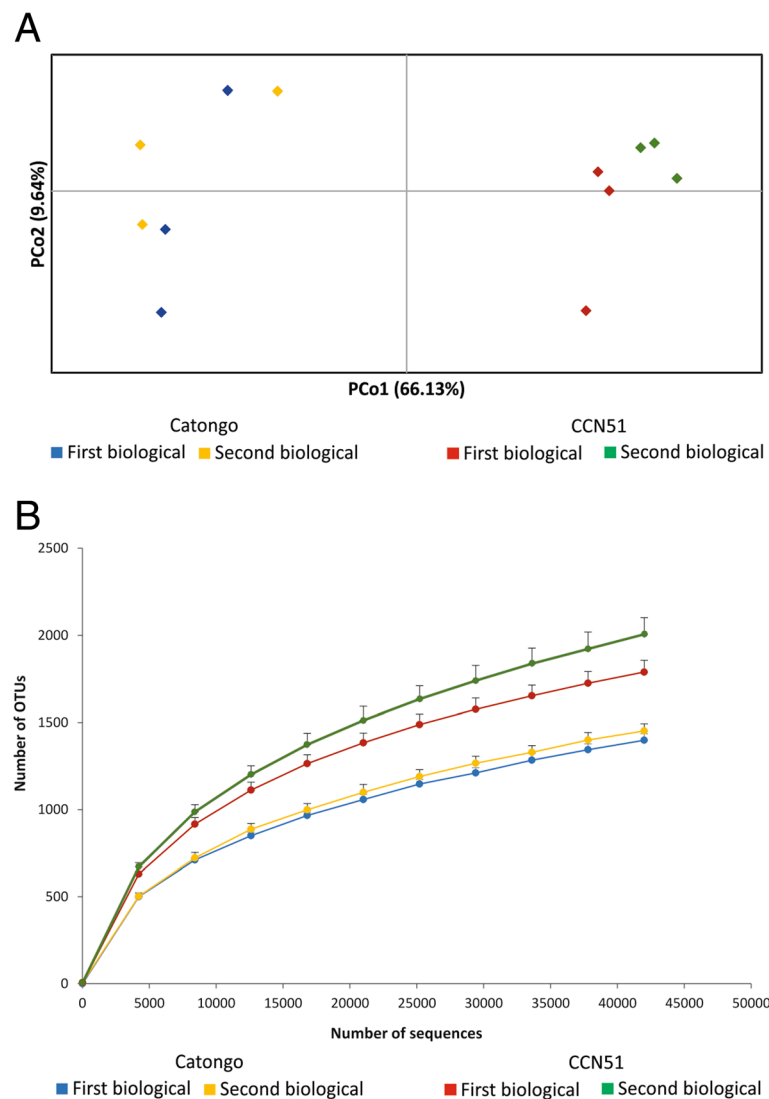 A
PCo2 (9.64%)
PCo1 (66.13%)
Catongo CCN51
First biological Second biological First biological Second biological
B
2500
2000
1500
1000
500
0
Number of OTUs
0 5000 10000 15000 20000 25000 30000 35000 40000 45000 50000
Number of sequences
Catongo CCN51
First biological Second biological First biological Second biological